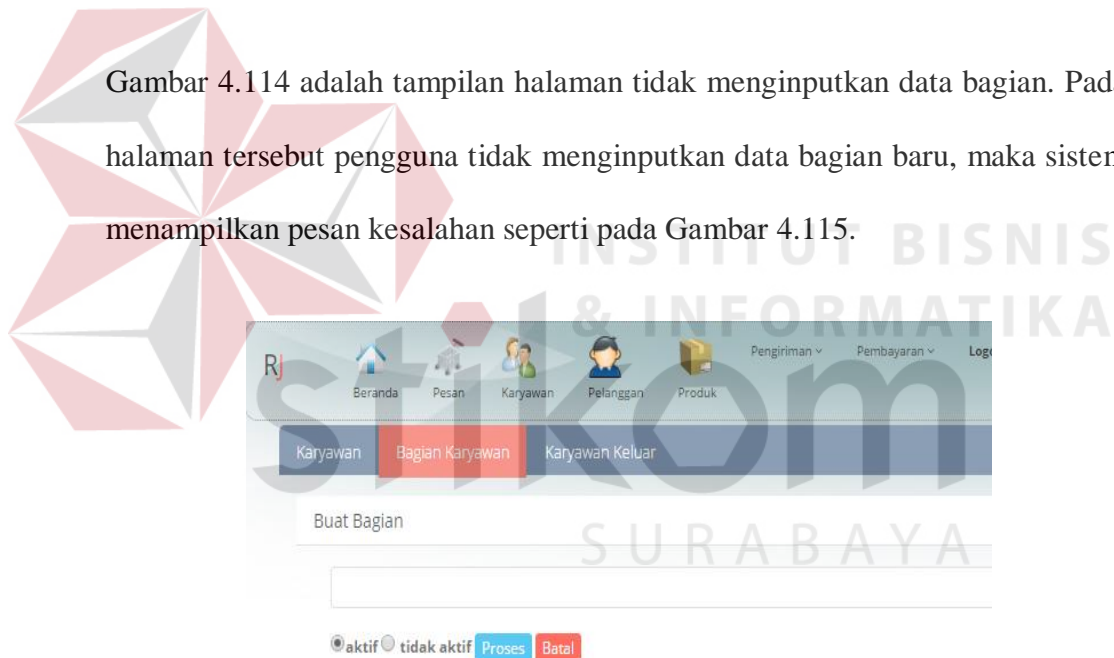 Gambar 4.114 adalah tampilan halaman tidak menginputkan data bagian. Pad
halaman tersebut pengguna tidak menginputkan data bagian baru, maka sistem
menampilkan pesan kesalahan seperti pada Gambar 4.115.
INSTITUT BISNIS
& INFORMATIKA
stikom
SURABAYA
RJ
Beranda Pesan Karyawan Pelanggan Produk Pengiriman Pembayaran Logo
Karyawan Bagian Karyawan Karyawan Keluar
Buat Bagian
aktif tidak aktif Proses Batal